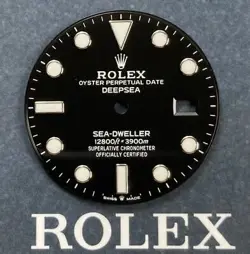 ROLEX
OYSTER PERPETUAL DATE
DEEPSEA
SEA-DWELLER
12800ft=3900m
SUPERLATIVE CHRONOMETER
OFFICIALLY CERTIFIED
SWISS MADE
ROLEX